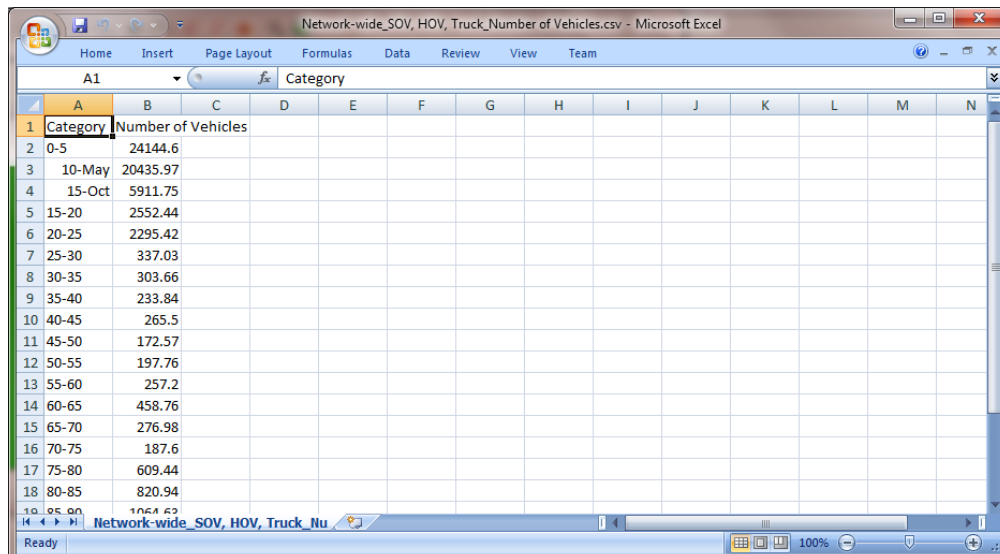 Network-wide_SOV, HOV, Truck_Number of Vehicles.csv - Microsoft Excel
Home Insert Page Layout Formulas Data Review View Team
A1 fx Category
A B C D E F G H I J K L M N
1 Category Number of Vehicles
2 0-5 24144.6
3 10-May 20435.97
4 15-Oct 5911.75
5 15-20 2552.44
6 20-25 2295.42
7 25-30 337.03
8 30-35 303.66
9 35-40 233.84
10 40-45 265.5
11 45-50 172.57
12 50-55 197.76
13 55-60 257.2
14 60-65 458.76
15 65-70 276.98
16 70-75 187.6
17 75-80 609.44
18 80-85 820.94
19 85-90 1064.63
Network-wide_SOV, HOV, Truck_Nu
Ready 100%